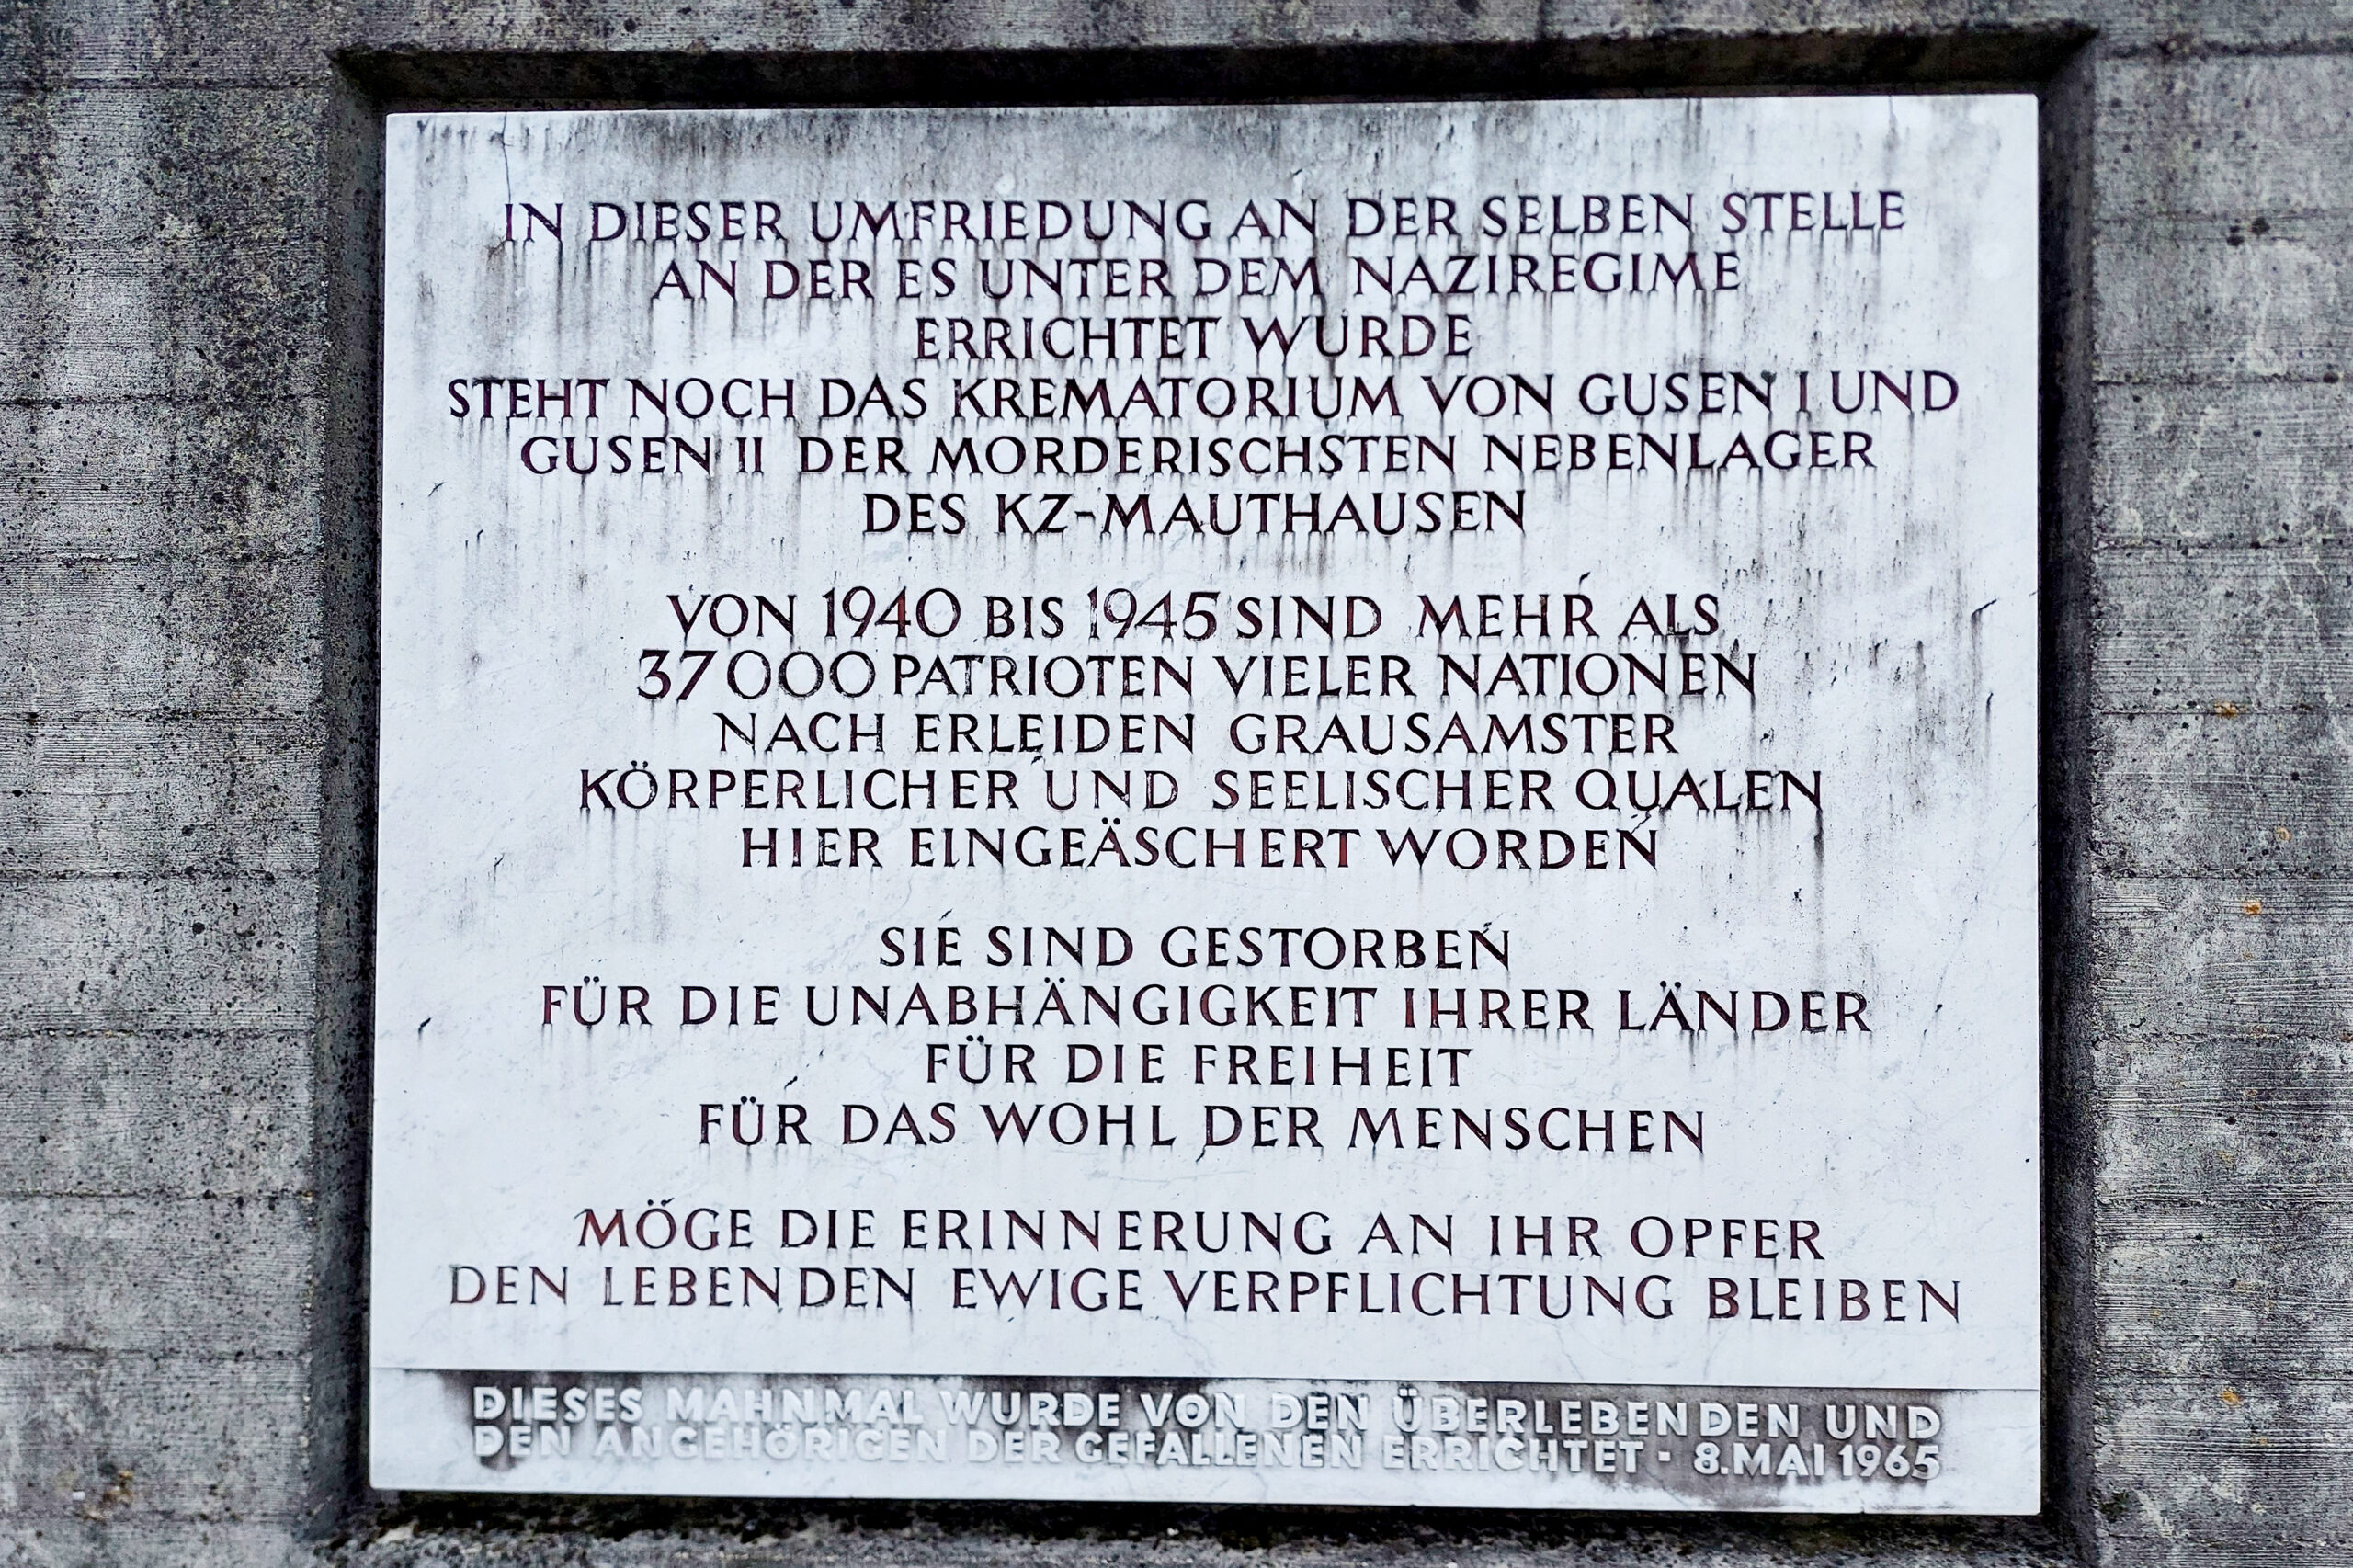 IN DIESER UMFRIEDUNG AN DER SELBEN STELLE
AN DER ES UNTER DEM NAZIREGIME
ERRICHTET WURDE
STEHT NOCH DAS KREMATORIUM VON GUSEN I UND
GUSEN II DER MORDERISCHSTEN NEBENLAGER
DES KZ-MAUTHAUSEN
VON 1940 BIS 1945 SIND MEHR ALS
37000 PATRIOTEN VIELER NATIONEN
NACH ERLEIDEN GRAUSAMSTER
KÖRPERLICHER UND SEELISCHER QUALEN
HIER EINGEÄSCHERT WORDEN
SIE SIND GESTORBEN
FÜR DIE UNABHÄNGIGKEIT IHRER LÄNDER
FÜR DIE FREIHEIT
FÜR DAS WOHL DER MENSCHEN
MÖGE DIE ERINNERUNG AN IHR OPFER
DEN LEBENDEN EWIGE VERPFLICHTUNG BLEIBEN
DIESES MAHNMAL WURDE VON DEN ÜBERLEBENDEN UND
DEN ANGEHÖRIGEN DER GEFALLENEN ERRICHTET · 8. MAI 1965